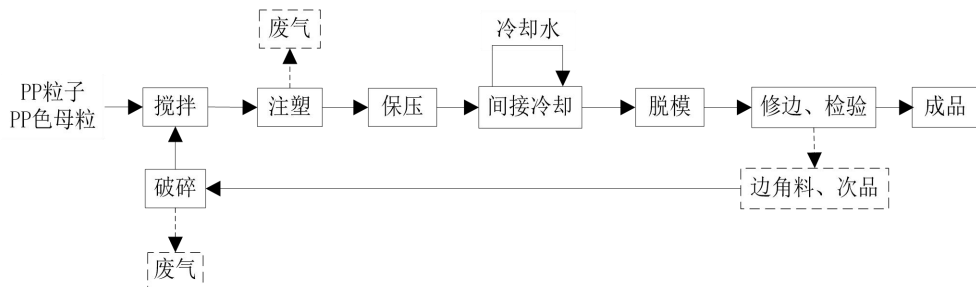 废气
冷却水
PP粒子
PP色母粒
搅拌
注塑
保压
间接冷却
脱模
修边、检验
成品
破碎
边角料、次品
废气